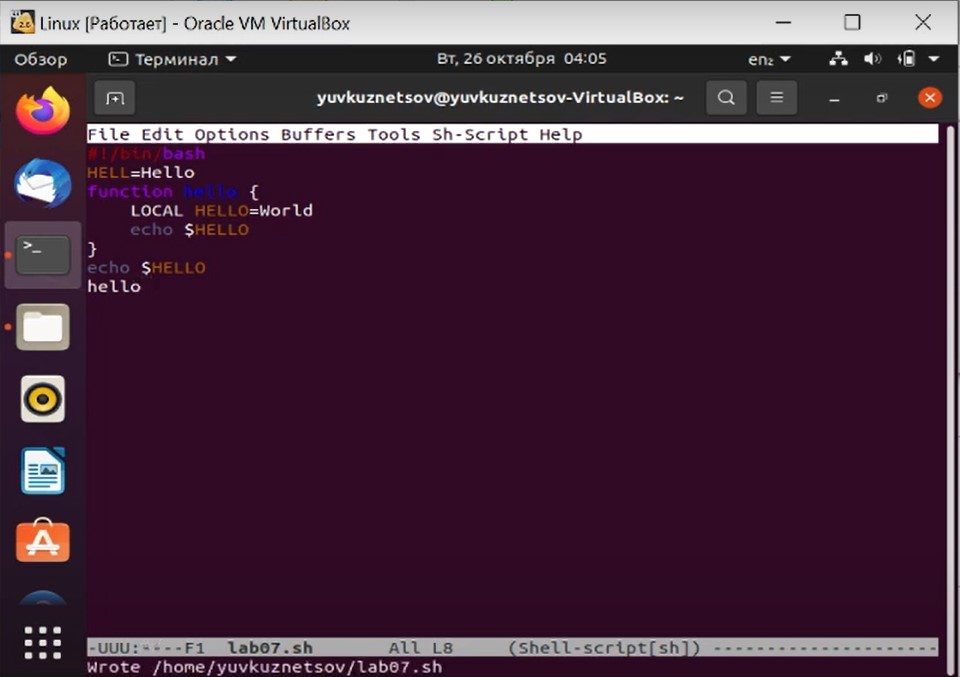 Linux [Работает] - Oracle VM VirtualBox
Обзор Терминал Вт, 26 октября 04:05 en₂
yuvkuznetsov@yuvkuznetsov-VirtualBox: ~
File Edit Options Buffers Tools Sh-Script Help
#!/bin/bash
HELL=Hello
function hello {
    LOCAL HELLO=World
    echo $HELLO
}
echo $HELLO
hello
-UUU:----F1 lab07.sh All L8 (Shell-script[sh]) ---------------------
Wrote /home/yuvkuznetsov/lab07.sh